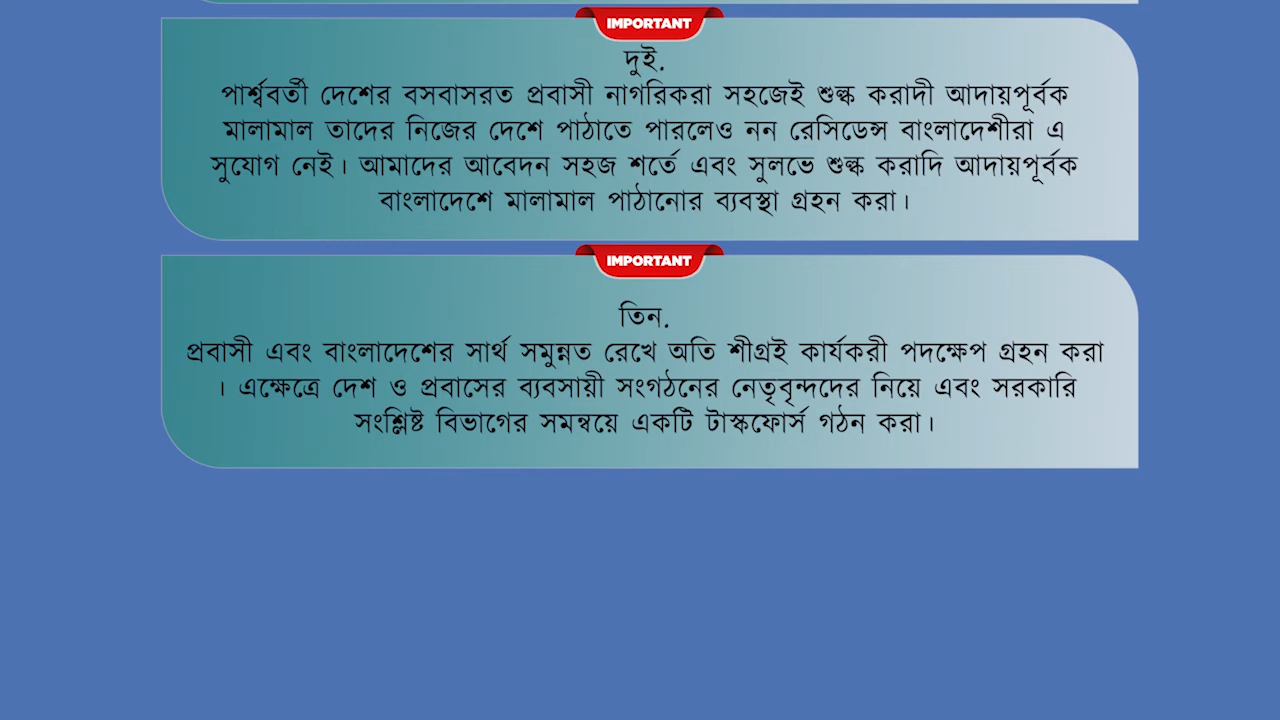 IMPORTANT
দুই.
পার্শ্ববর্তী দেশের বসবাসরত প্রবাসী নাগরিকরা সহজেই শুল্ক করাদী আদায়পূর্বক
মালামাল তাদের নিজের দেশে পাঠাতে পারলেও নন রেসিডেন্স বাংলাদেশীরা এ
সুযোগ নেই। আমাদের আবেদন সহজ শর্তে এবং সুলভে শুল্ক করাদি আদায়পূর্বক
বাংলাদেশে মালামাল পাঠানোর ব্যবস্থা গ্রহন করা।
IMPORTANT
তিন.
প্রবাসী এবং বাংলাদেশের সার্থ সমুন্নত রেখে অতি শীগ্রই কার্যকরী পদক্ষেপ গ্রহন করা
। এক্ষেত্রে দেশ ও প্রবাসের ব্যবসায়ী সংগঠনের নেতৃবৃন্দদের নিয়ে এবং সরকারি
সংশ্লিষ্ট বিভাগের সমন্বয়ে একটি টাস্কফোর্স গঠন করা।